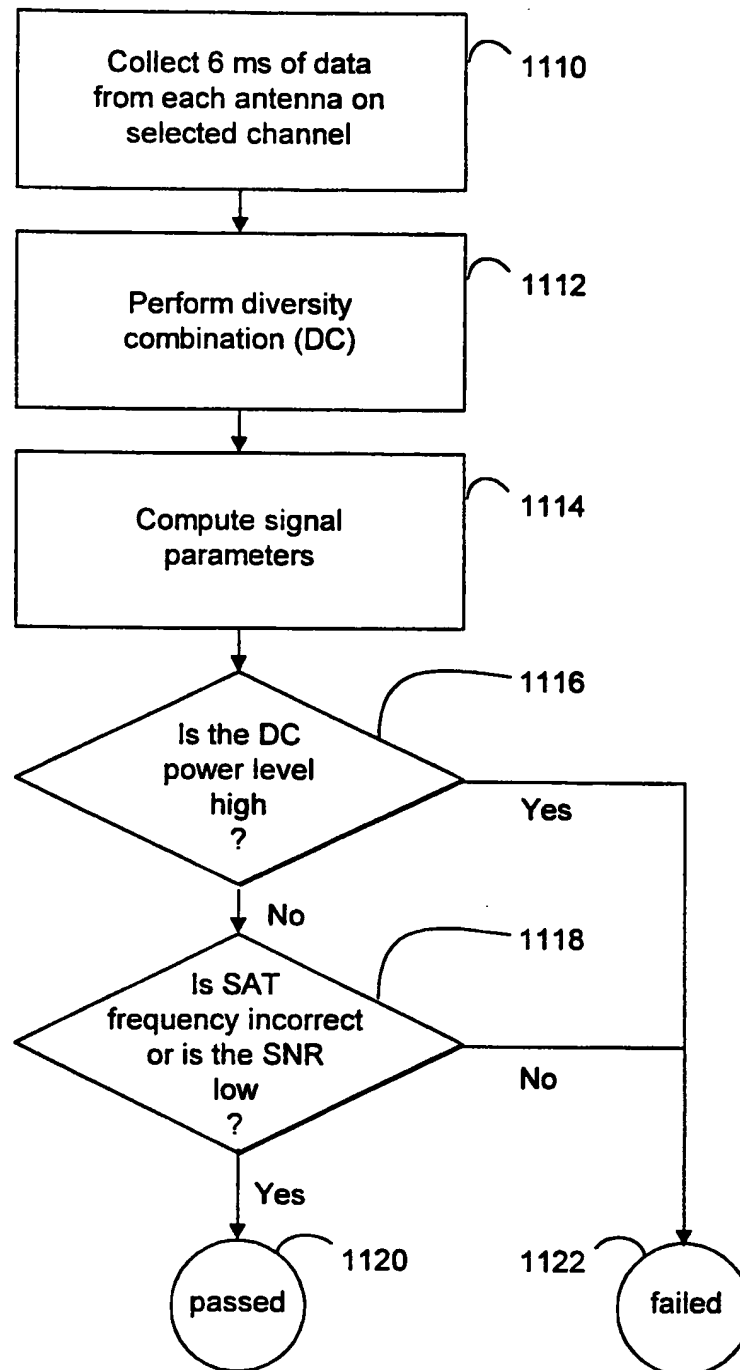 Collect 6 ms of data
from each antenna on
selected channel
1110
Perform diversity
combination (DC)
1112
Compute signal
parameters
1114
Is the DC
power level
high
?
1116
Yes
No
Is SAT
frequency incorrect
or is the SNR
low
?
1118
No
Yes
passed
1120
failed
1122